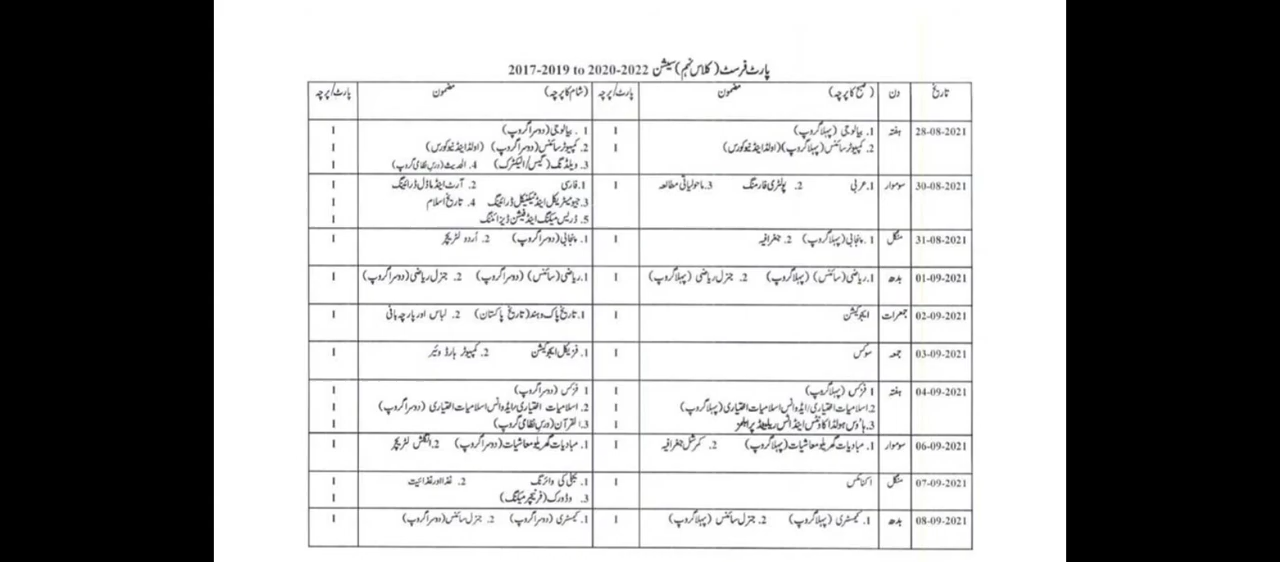 پارٹ فرسٹ (کلاس نہم) سیشن 2017-2019 to 2020-2022
تاریخ دن (صبح کا پرچہ) مضمون پارٹ/پرچہ (شام کا پرچہ) مضمون پارٹ/پرچہ
28-08-2021 ہفتہ 1. بیالوجی (پہلا گروپ) I 1. بیالوجی (دوسرا گروپ) I
2. کمپیوٹر سائنس (پہلا گروپ) (اولڈ اینڈ نیو کورس) I 2. کمپیوٹر سائنس (دوسرا گروپ) (اولڈ اینڈ نیو کورس) I
3. ویلڈنگ (گیس/الیکٹرک) 4. الحدیث (درس نظامی گروپ) I
30-08-2021 سوموار 1. عربی 2. پولٹری فارمنگ 3. ماحولیاتی مطالعہ I 1. فارسی 2. آرٹ اینڈ ماڈل ڈرائینگ I
3. جیومیٹریکل اینڈ ٹیکنیکل ڈرائینگ 4. تاریخ اسلام I
5. ڈریس میکنگ اینڈ فیشن ڈیزائننگ I
31-08-2021 منگل 1. پنجابی (پہلا گروپ) 2. جغرافیہ I 1. پنجابی (دوسرا گروپ) 2. اُردو لٹریچر I
01-09-2021 بدھ 1. ریاضی (سائنس) (پہلا گروپ) 2. جنرل ریاضی (پہلا گروپ) I 1. ریاضی (سائنس) (دوسرا گروپ) 2. جنرل ریاضی (دوسرا گروپ) I
02-09-2021 جمعرات ایجوکیشن I 1. تاریخ پاک و ہند (تاریخ پاکستان) 2. لباس اور پارچہ بانی I
03-09-2021 جمعہ سوکس I 1. فزیکل ایجوکیشن 2. کمپیوٹر ہارڈ وئیر I
04-09-2021 ہفتہ 1 فزکس (پہلا گروپ) I 1 فزکس (دوسرا گروپ) I
2. اسلامیات اختیاری/ایڈوانس اسلامیات اختیاری (پہلا گروپ) I 2. اسلامیات اختیاری/ایڈوانس اسلامیات اختیاری (دوسرا گروپ) I
3. ہاؤس ہولڈ اکاؤنٹس اینڈ اٹس ریلیٹڈ پرابلمز I 3. القرآن (درس نظامی گروپ) I
06-09-2021 سوموار 1. مبادیات گھریلو معاشیات (پہلا گروپ) 2. کمرشل جغرافیہ I 1. مبادیات گھریلو معاشیات (دوسرا گروپ) 2. انگلش لٹریچر I
07-09-2021 منگل اکنامکس I 1. بجلی کی وائرنگ 2. غذا اور غذائیت I
3. وڈ ورک (فرنیچر میکنگ) I
08-09-2021 بدھ 1. کیمسٹری (پہلا گروپ) 2. جنرل سائنس (پہلا گروپ) I 1. کیمسٹری (دوسرا گروپ) 2. جنرل سائنس (دوسرا گروپ) I